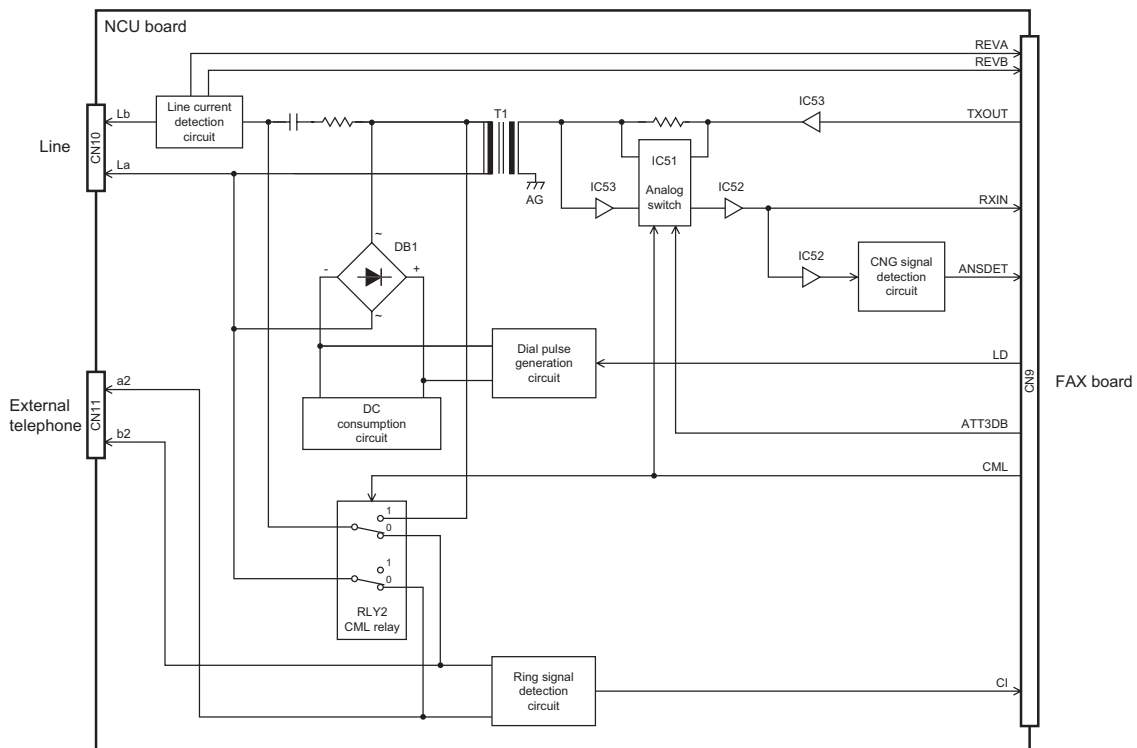 NCU board
REVA
REVB
Lb
Line current
detection
circuit
T1
IC53
TXOUT
Line
CN10
La
AG
IC53
IC51
Analog
switch
IC52
RXIN
~
DB1
-
+
~
IC52
CNG signal
detection
circuit
ANSDET
Dial pulse
generation
circuit
LD
CN9
FAX board
External
telephone
CN11
a2
b2
DC
consumption
circuit
ATT3DB
CML
1
0
1
0
RLY2
CML relay
Ring signal
detection
circuit
CI